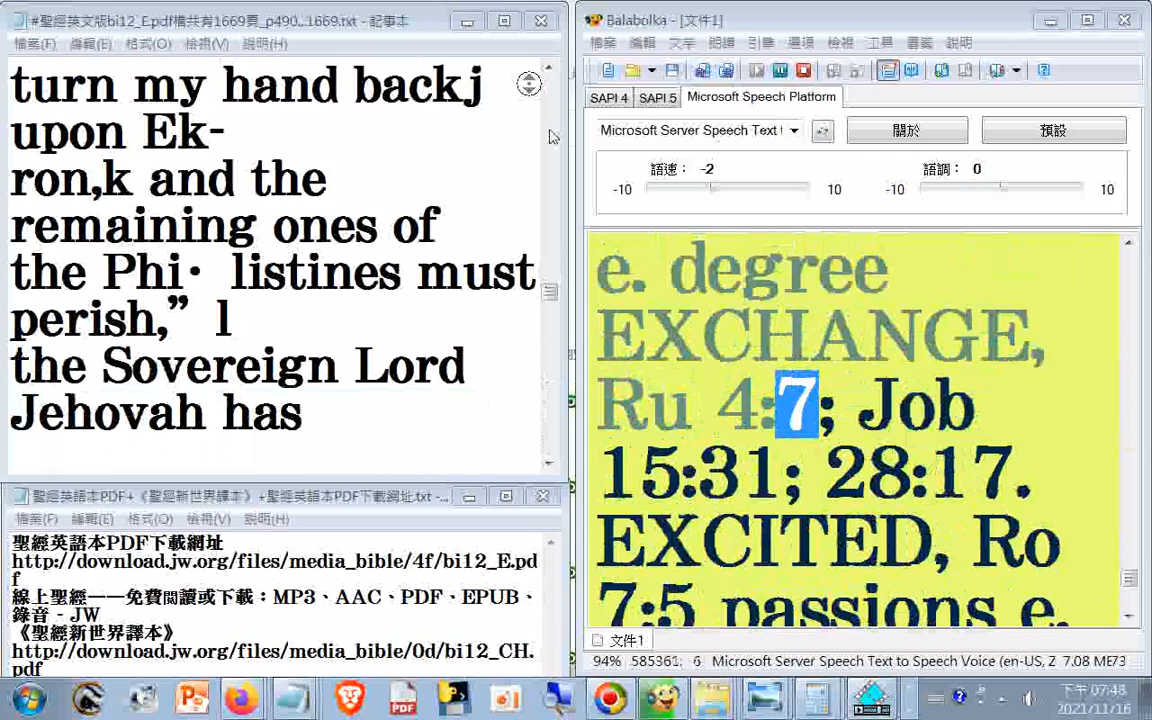 #聖經英文版bi12_E.pdf檔共有1669頁_p490...1669.txt - 記事本
檔案(F) 編輯(E) 格式(O) 檢視(V) 說明(H)
turn my hand backj
upon Ek-
ron,k and the
remaining ones of
the Phi· listines must
perish,” l
the Sovereign Lord
Jehovah has
聖經英語本PDF+《聖經新世界譯本》+聖經英語本PDF下載網址.txt -...
檔案(F) 編輯(E) 格式(O) 檢視(V) 說明(H)
聖經英語本PDF下載網址
http://download.jw.org/files/media_bible/4f/bi12_E.pd
f
線上聖經——免費閱讀或下載：MP3、AAC、PDF、EPUB、
錄音 - JW
《聖經新世界譯本》
http://download.jw.org/files/media_bible/0d/bi12_CH.
pdf
Balabolka - [文件1]
檔案 編輯 文字 朗讀 引擎 選項 檢視 工具 書籤 說明
SAPI 4 SAPI 5 Microsoft Speech Platform
Microsoft Server Speech Text 關於 預設
語速： -2 語調： 0
-10 10 -10 10
e. degree
EXCHANGE,
Ru 4:7; Job
15:31; 28:17.
EXCITED, Ro
7:5 passions e.
文件1
94% 585361: 6 Microsoft Server Speech Text to Speech Voice (en-US, Z 7.08 ME73
PDF
下午 07:48
2021/11/16